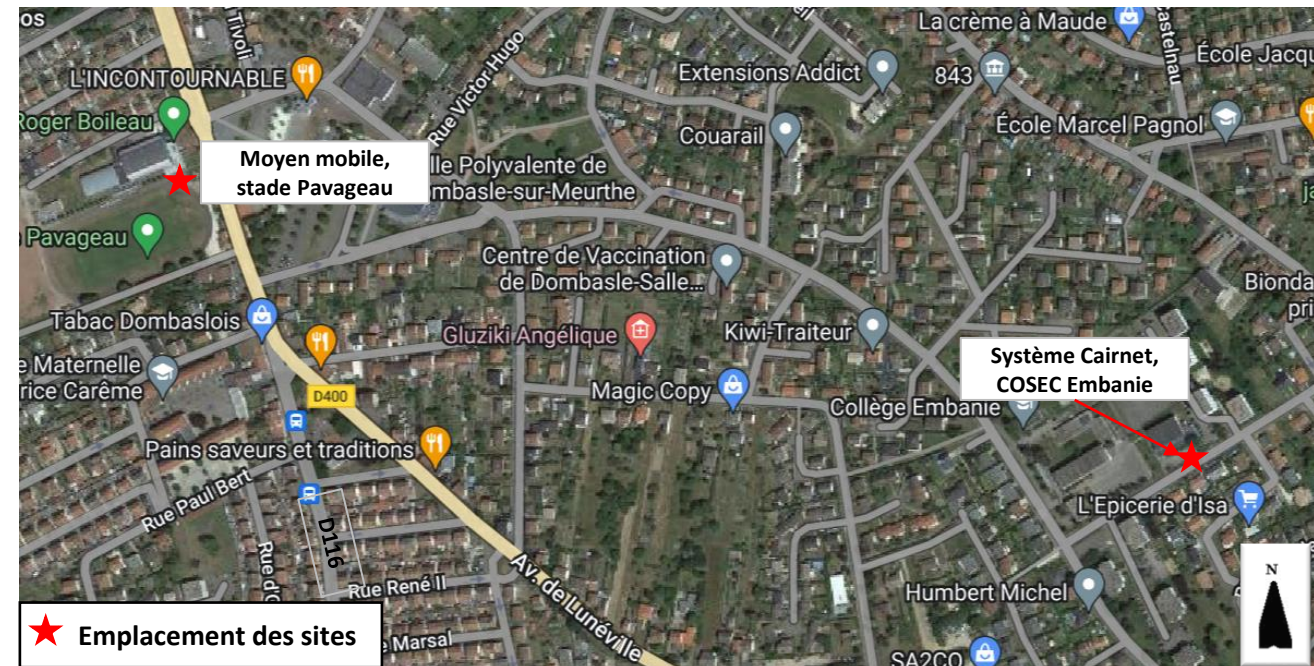 os
Tivoli
L'INCONTOURNABLE
Roger Boileau
Moyen mobile,
stade Pavageau
Pavageau
Rue Victor Hugo
lle Polyvalente de
mbasle-sur-Meurthe
Extensions Addict
Couarail
La crème à Maude
843
Castelnau
École Jacqu
École Marcel Pagnol
Centre de Vaccination
de Dombasle-Salle...
Tabac Dombaslois
Gluziki Angélique
Kiwi-Traiteur
Bionda
pri
e Maternelle
rice Carême
D400
Magic Copy
Système Cairnet,
COSEC Embanie
Collège Embanie
Pains saveurs et traditions
Rue Paul Bert
D116
L'Epicerie d'Isa
Rue d'
Rue René II
Av. de Lunéville
Humbert Michel
Marsal
SA2CO
N
Emplacement des sites